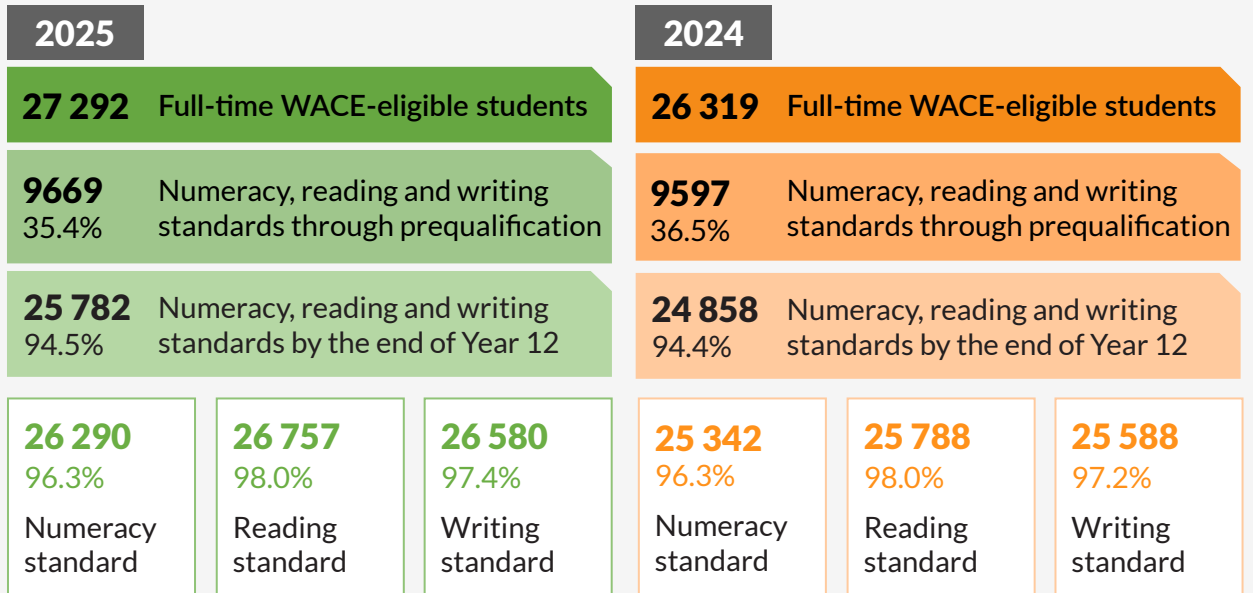 2025
27 292 Full-time WACE-eligible students
9669
35.4%
Numeracy, reading and writing
standards through prequalification
25 782
94.5%
Numeracy, reading and writing
standards by the end of Year 12
26 290
96.3%
Numeracy
standard
26 757
98.0%
Reading
standard
26 580
97.4%
Writing
standard
2024
26 319 Full-time WACE-eligible students
9597
36.5%
Numeracy, reading and writing
standards through prequalification
24 858
94.4%
Numeracy, reading and writing
standards by the end of Year 12
25 342
96.3%
Numeracy
standard
25 788
98.0%
Reading
standard
25 588
97.2%
Writing
standard